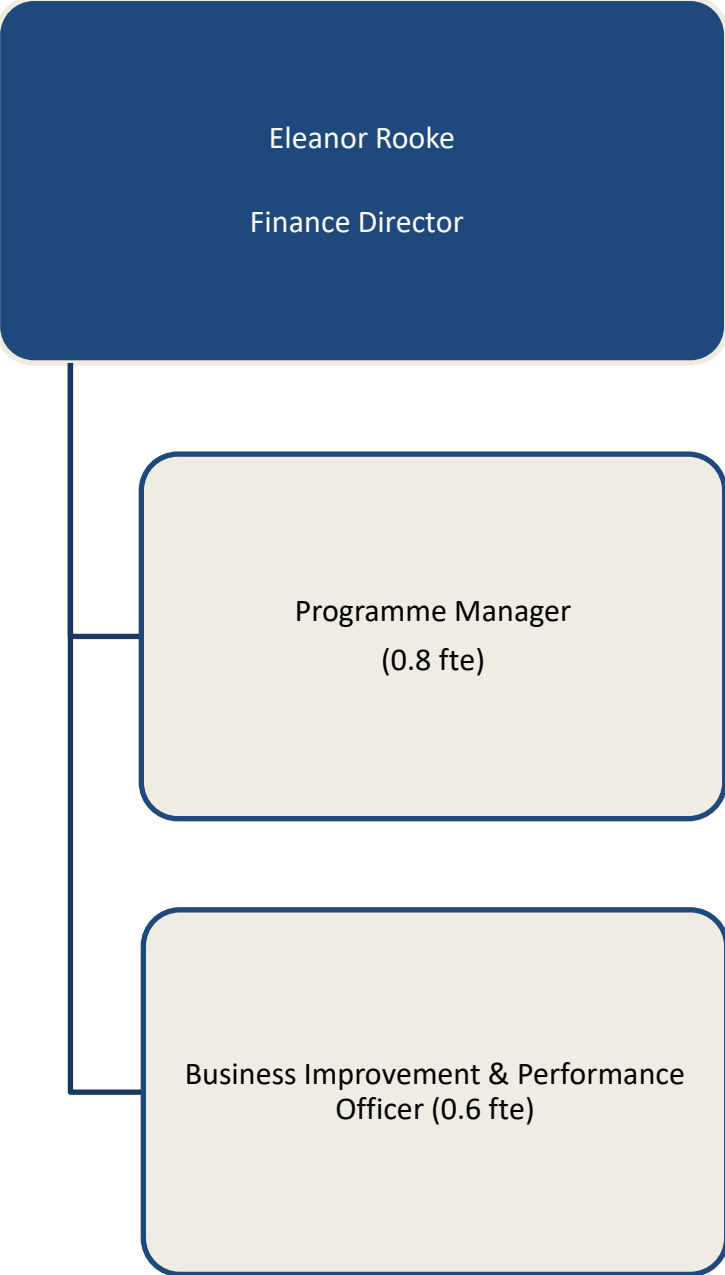 Eleanor Rooke
Finance Director
Programme Manager
(0.8 fte)
Business Improvement & Performance
Officer (0.6 fte)